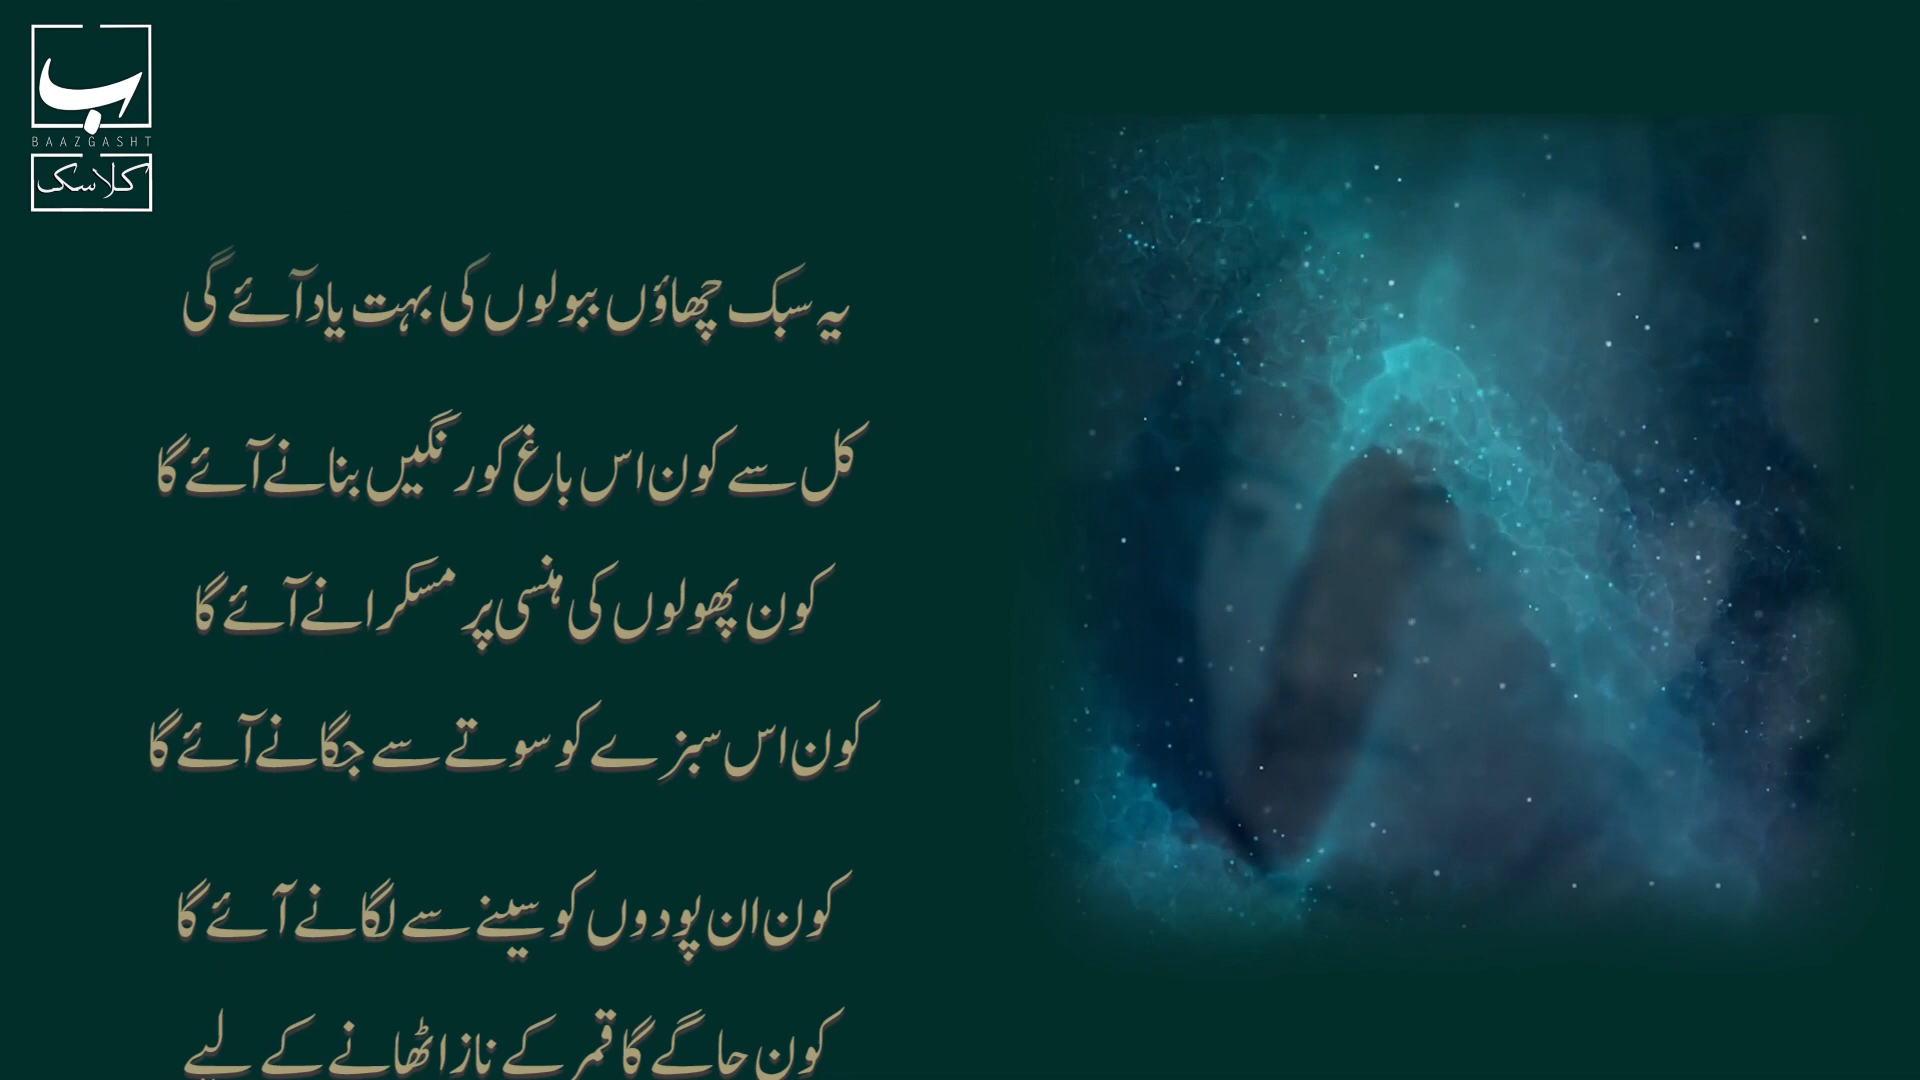 ب
BAAZGASHT
کلاسک
یہ سبک چھاؤں ببولوں کی بہت یاد آئے گی
کل سے کون اس باغ کو رنگیں بنانے آئے گا
کون پھولوں کی ہنسی پر مسکرانے آئے گا
کون اس سبزے کو سوتے سے جگانے آئے گا
کون ان پودوں کو سینے سے لگانے آئے گا
کون جاگے گا قمر کے ناز اٹھانے کے لیے